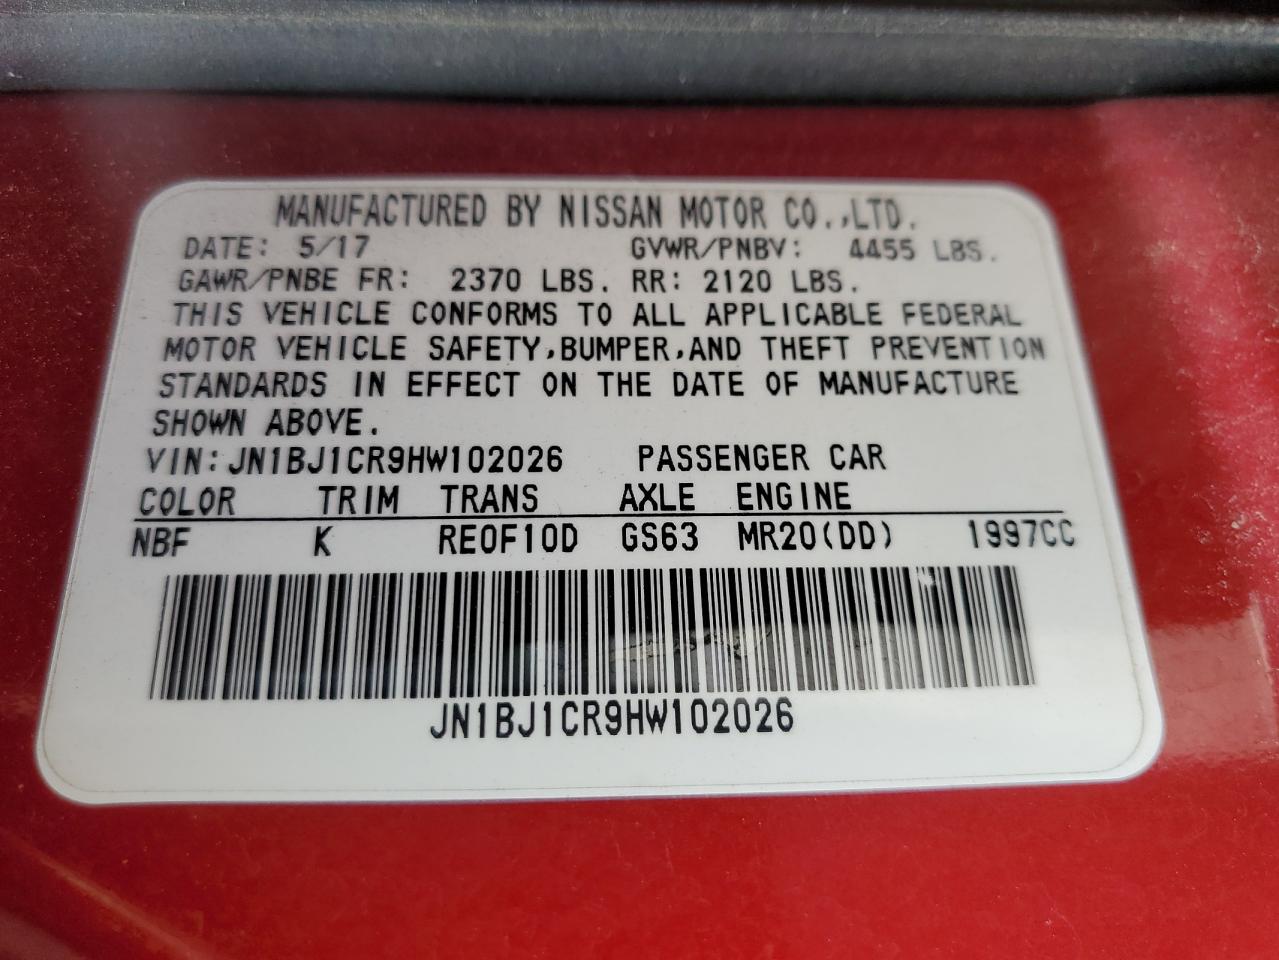 MANUFACTURED BY NISSAN MOTOR CO.,LTD.
DATE: 5/17 GVWR/PNBV: 4455 LBS.
GAWR/PNBE FR: 2370 LBS. RR: 2120 LBS.
THIS VEHICLE CONFORMS TO ALL APPLICABLE FEDERAL
MOTOR VEHICLE SAFETY,BUMPER,AND THEFT PREVENTION
STANDARDS IN EFFECT ON THE DATE OF MANUFACTURE
SHOWN ABOVE.
VIN:JN1BJ1CR9HW102026 PASSENGER CAR
COLOR TRIM TRANS AXLE ENGINE
NBF K RE0F10D GS63 MR20(DD) 1997CC
JN1BJ1CR9HW102026